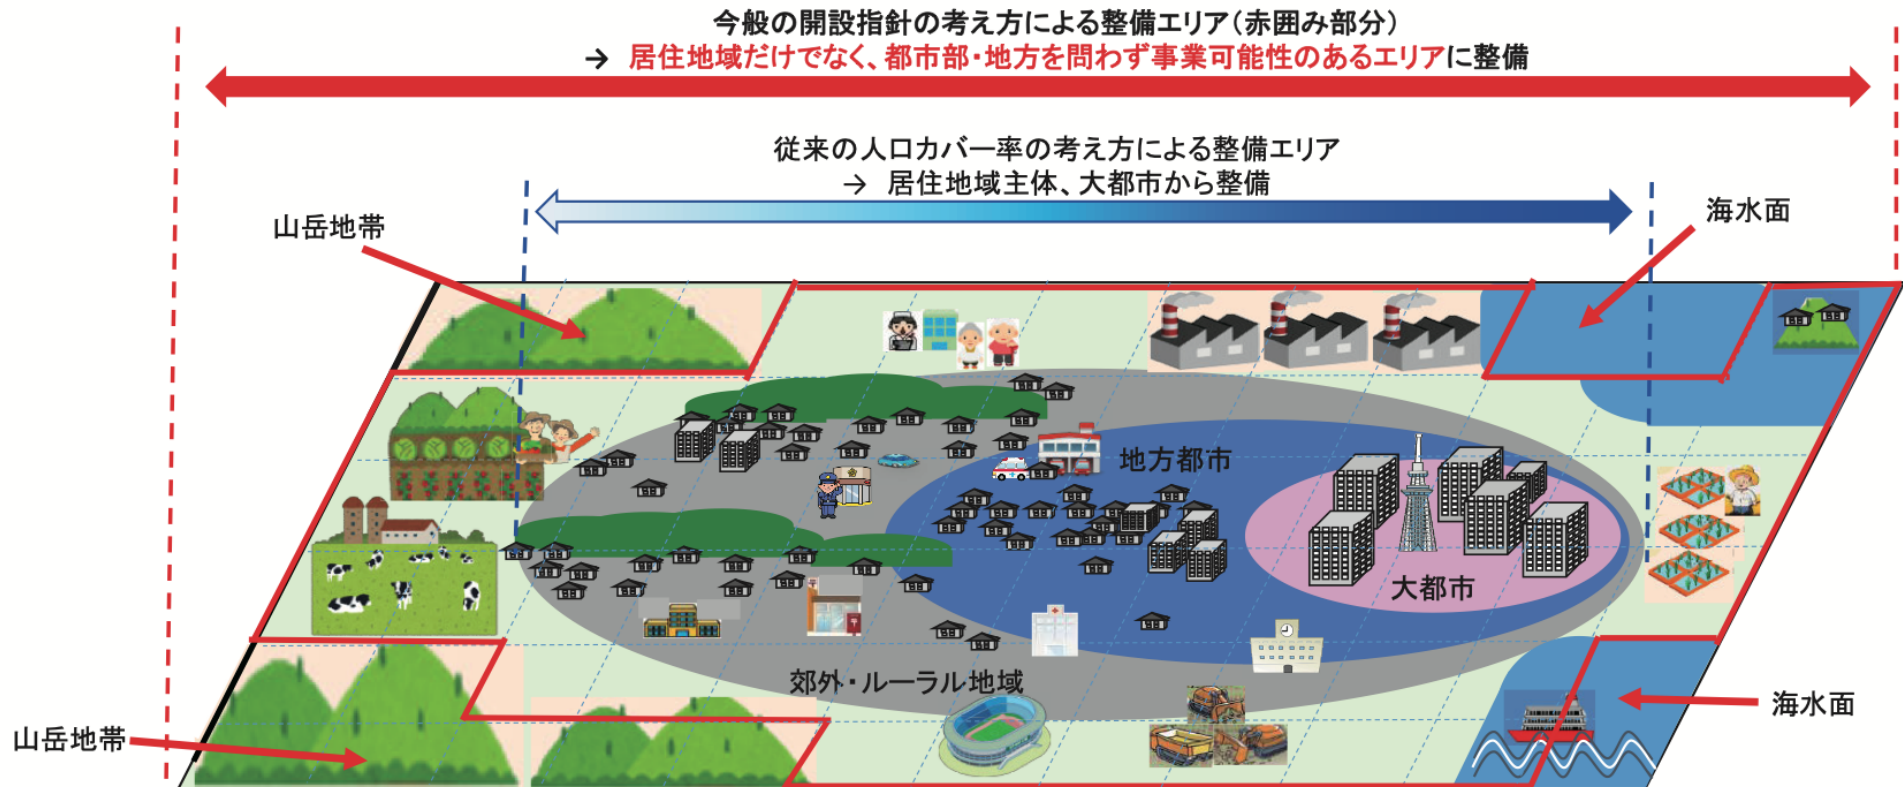 今般の開設指針の考え方による整備エリア(赤囲み部分)
→ 居住地域だけでなく、都市部・地方を問わず事業可能性のあるエリアに整備
従来の人口カバー率の考え方による整備エリア
→ 居住地域主体、大都市から整備
山岳地帯
海水面
地方都市
大都市
郊外・ルーラル地域
山岳地帯
海水面